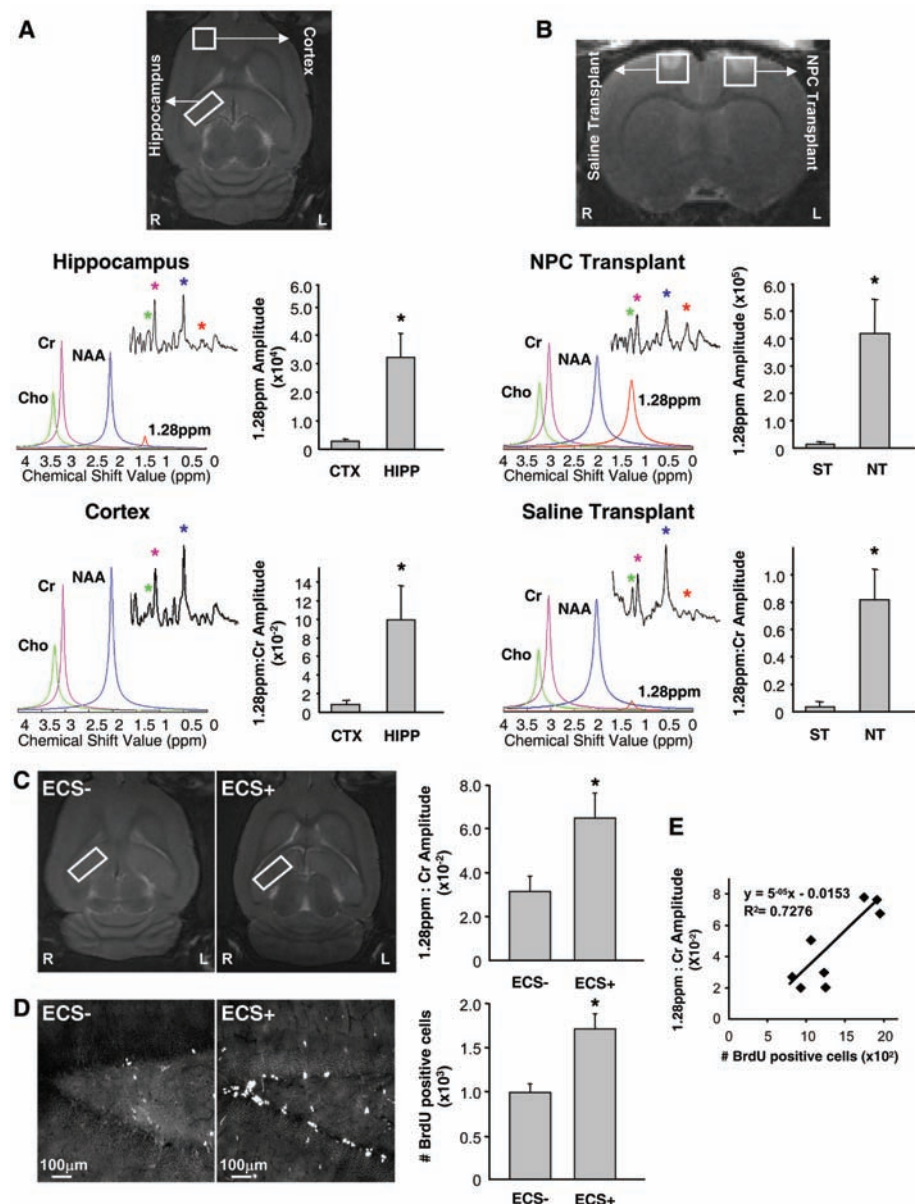 A
Cortex
Hippocampus
R
L
B
Saline Transplant
NPC Transplant
R
L
Hippocampus
Cr
Cho
NAA
1.28ppm
*
*
*
*
4 3.5 3 2.5 2 1.5 1 0.5 0
Chemical Shift Value (ppm)
1.28ppm Amplitude
(x10⁴)
6.0
5.0
4.0
3.0
2.0
1.0
0
*
CTX HIPP
NPC Transplant
Cr
Cho
NAA
1.28ppm
*
*
*
*
4 3.5 3 2.5 2 1.5 1 0.5 0
Chemical Shift Value (ppm)
1.28ppm Amplitude (x10⁵)
6.0
5.0
4.0
3.0
2.0
1.0
0
*
ST NT
Cortex
Cr
Cho
NAA
*
*
*
4 3.5 3 2.5 2 1.5 1 0.5 0
Chemical Shift Value (ppm)
1.28ppm:Cr Amplitude
(x10⁻²)
14
12
10
8
6
4
2
0
*
CTX HIPP
Saline Transplant
Cr
Cho
NAA
1.28ppm
*
*
*
*
4 3.5 3 2.5 2 1.5 1 0.5 0
Chemical Shift Value (ppm)
1.28ppm:Cr Amplitude
1.2
1.0
0.8
0.6
0.4
0.2
0
*
ST NT
C
ECS-
R
L
ECS+
R
L
1.28ppm : Cr Amplitude
(x10⁻²)
8.0
6.0
4.0
2.0
0
*
ECS- ECS+
D
ECS-
100μm
ECS+
100μm
# BrdU positive cells
(x10³)
2.0
1.5
1.0
1.5
0
*
ECS- ECS+
E
1.28ppm : Cr Amplitude
(X10⁻²)
y = 5⁻⁰⁵x - 0.0153
R²= 0.7276
8
6
4
2
0
0 5 10 15 20
# BrdU positive cells (x10²)